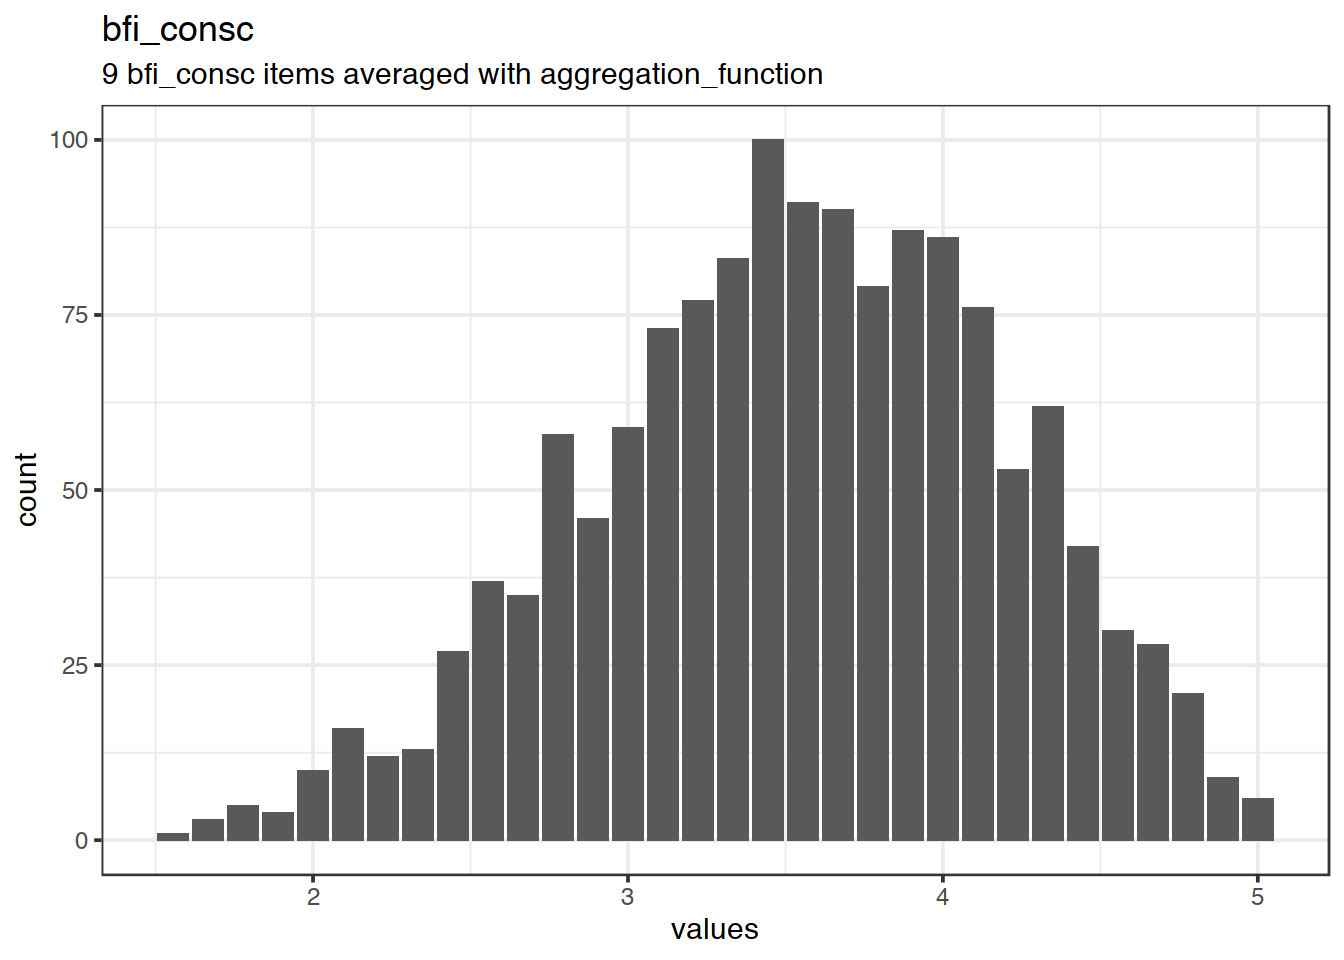 bfi_consc
9 bfi_consc items averaged with aggregation_function
100
75
50
25
0
count
2 3 4 5
values